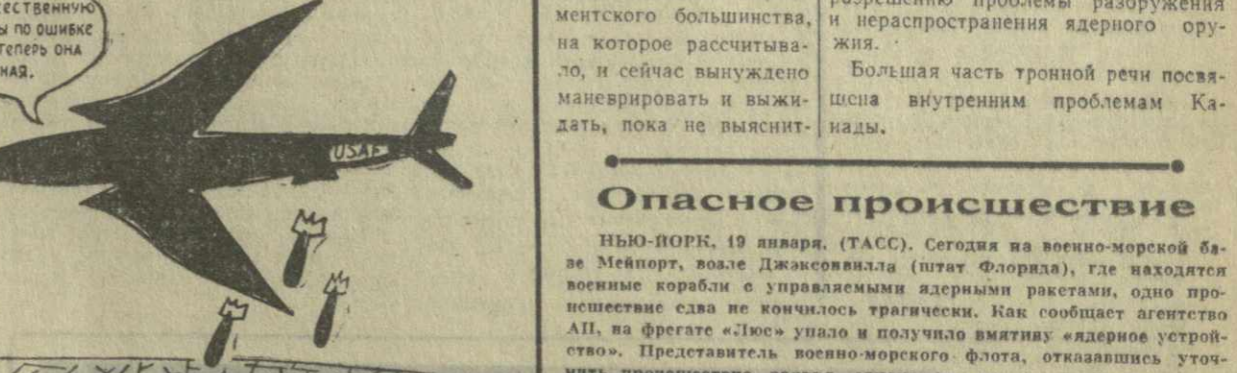 ЕСТВЕННУЮ
Ы ПО ОШИБКЕ
ТЕПЕРЬ ОНА
НАЯ.
USAF
ментского большинства,
на которое рассчитыва-
ло, и сейчас вынуждено
маневрировать и выжи-
дать, пока не выяснит-
разрешению проблемы разоружения
и нераспространения ядерного ору-
жия.
Большая часть тронной речи посвя-
щена внутренним проблемам Ка-
нады.
Опасное происшествие
НЬЮ-ЙОРК, 19 января. (ТАСС). Сегодня на военно-морской ба-
зе Мейпорт, возле Джэксонвилла (штат Флорида), где находятся
военные корабли с управляемыми ядерными ракетами, одно про-
исшествие едва не кончилось трагически. Как сообщает агентство
АП, на фрегате «Люс» упало и получило вмятину «ядерное устрой-
ство». Представитель военно-морского флота, отказавшись уточ-